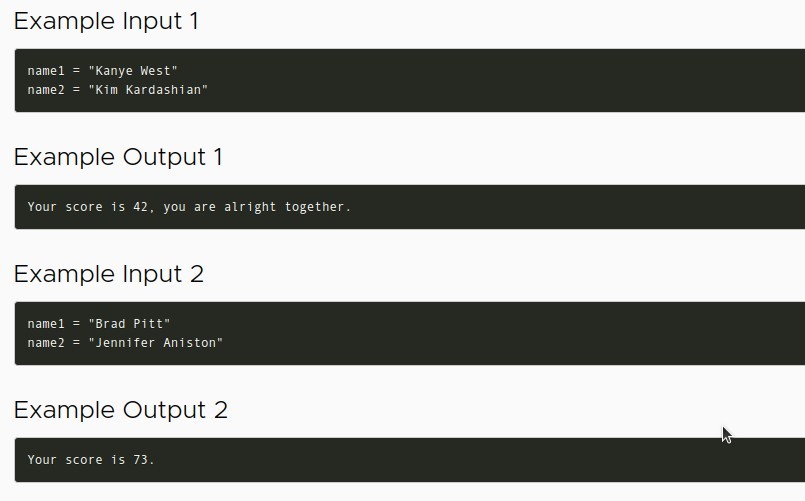 Example Input 1
name1 = "Kanye West"
name2 = "Kim Kardashian"
Example Output 1
Your score is 42, you are alright together.
Example Input 2
name1 = "Brad Pitt"
name2 = "Jennifer Aniston"
Example Output 2
Your score is 73.